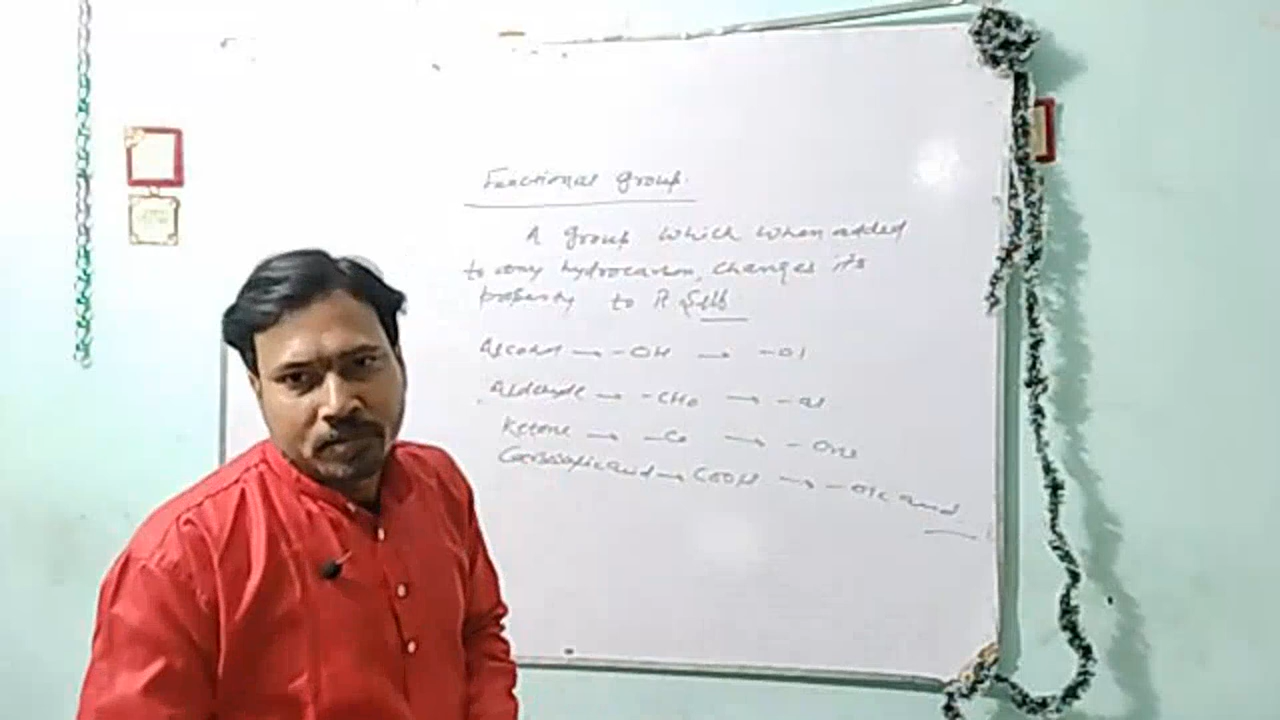 Functional group.
A group which when added
to any hydrocarbon, changes its
property to itself
Alcohol → -OH → -ol
Aldehyde → -CHO → -al
Ketone → -CO → -one
Carboxylic acid → COOH → -oic acid